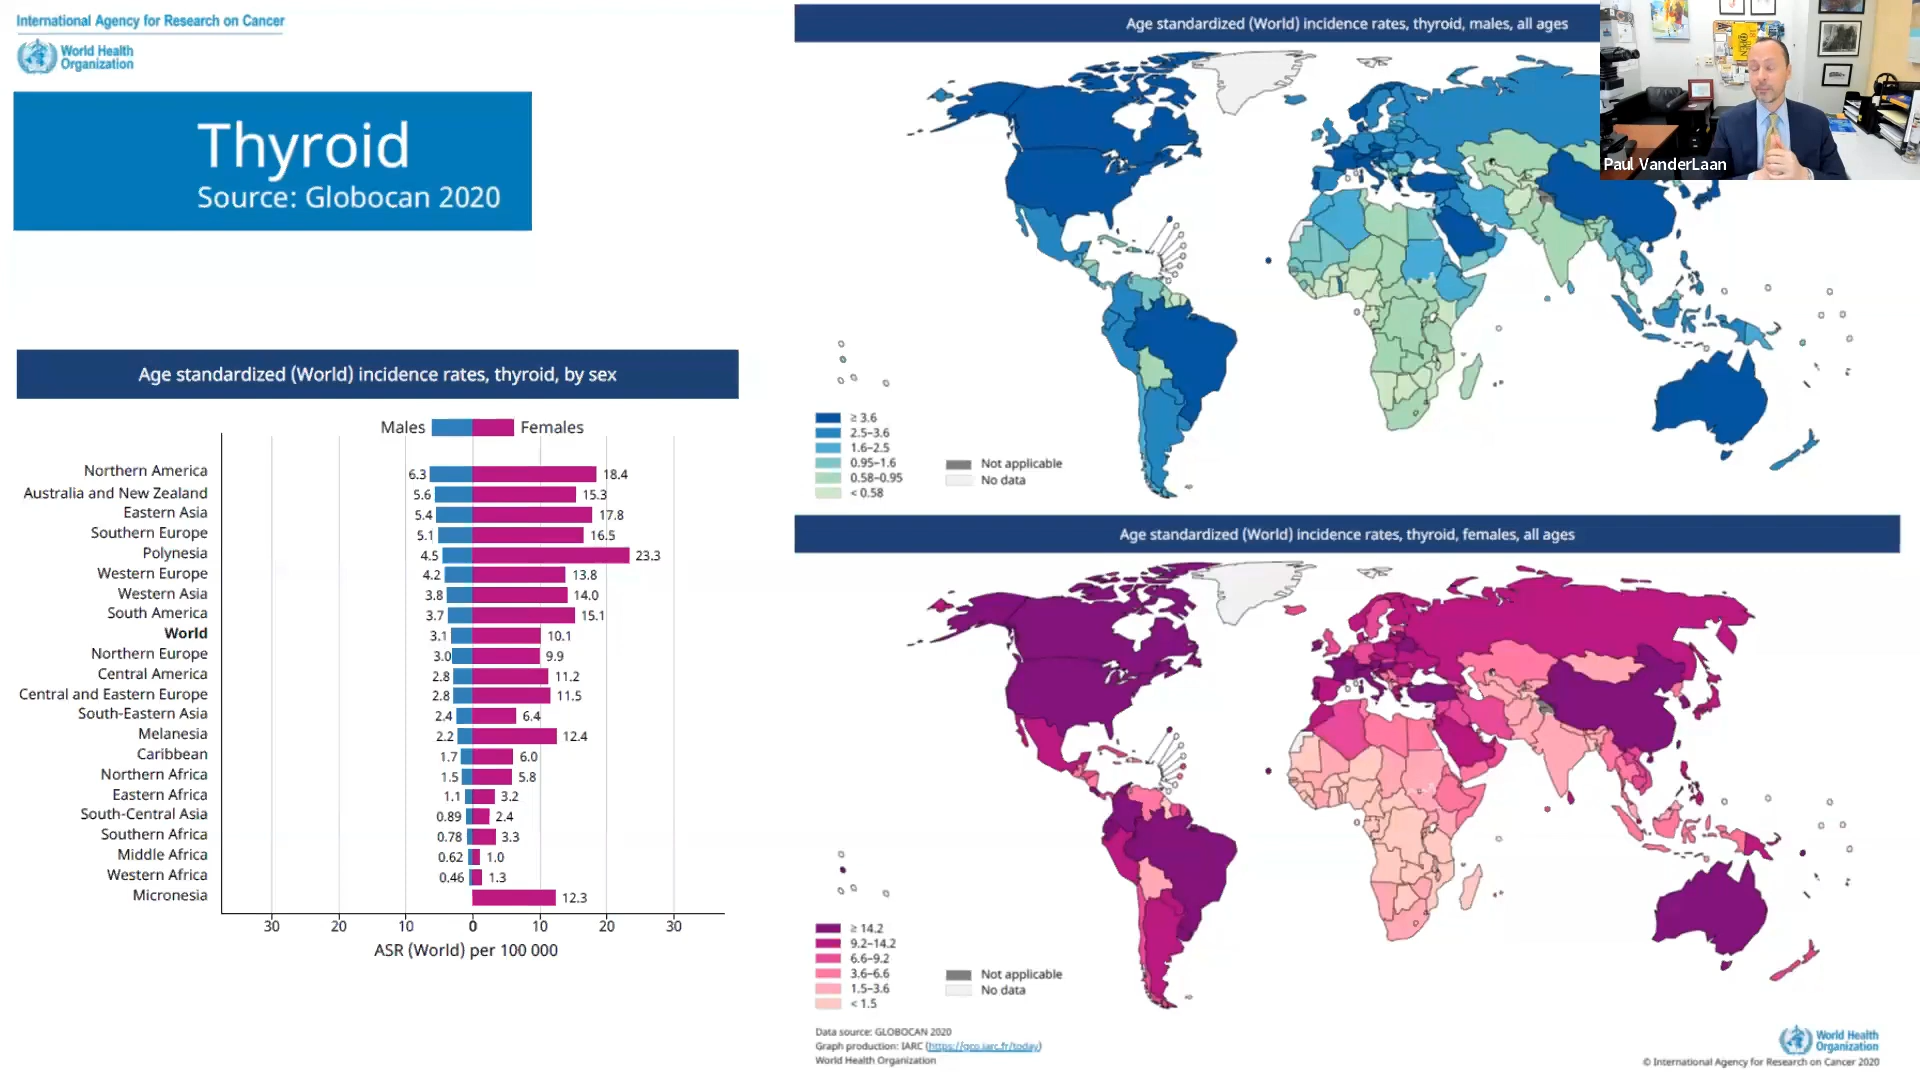 International Agency for Research on Cancer
World Health
Organization
Thyroid
Source: Globocan 2020
Age standardized (World) incidence rates, thyroid, by sex
Males Females
Northern America 6.3 18.4
Australia and New Zealand 5.6 15.3
Eastern Asia 5.4 17.8
Southern Europe 5.1 16.5
Polynesia 4.5 23.3
Western Europe 4.2 13.8
Western Asia 3.8 14.0
South America 3.7 15.1
World 3.1 10.1
Northern Europe 3.0 9.9
Central America 2.8 11.2
Central and Eastern Europe 2.8 11.5
South-Eastern Asia 2.4 6.4
Melanesia 2.2 12.4
Caribbean 1.7 6.0
Northern Africa 1.5 5.8
Eastern Africa 1.1 3.2
South-Central Asia 0.89 2.4
Southern Africa 0.78 3.3
Middle Africa 0.62 1.0
Western Africa 0.46 1.3
Micronesia 12.3
30 20 10 0 10 20 30
ASR (World) per 100 000
Age standardized (World) incidence rates, thyroid, males, all ages
≥ 3.6
2.5–3.6
1.6–2.5
0.95–1.6
0.58–0.95
< 0.58
Not applicable
No data
Paul VanderLaan
Age standardized (World) incidence rates, thyroid, females, all ages
≥ 14.2
9.2–14.2
6.6–9.2
3.6–6.6
1.5–3.6
< 1.5
Not applicable
No data
Data source: GLOBOCAN 2020
Graph production: IARC (https://gco.iarc.fr/today)
World Health Organization
World Health
Organization
© International Agency for Research on Cancer 2020